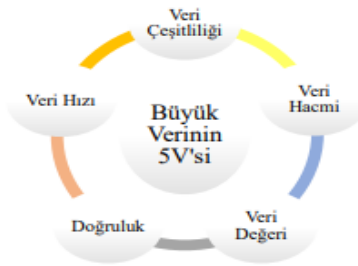 Veri
Çeşitliliği
Veri
Hacmi
Veri
Değeri
Doğruluk
Veri Hızı
Büyük
Verinin
5V'si